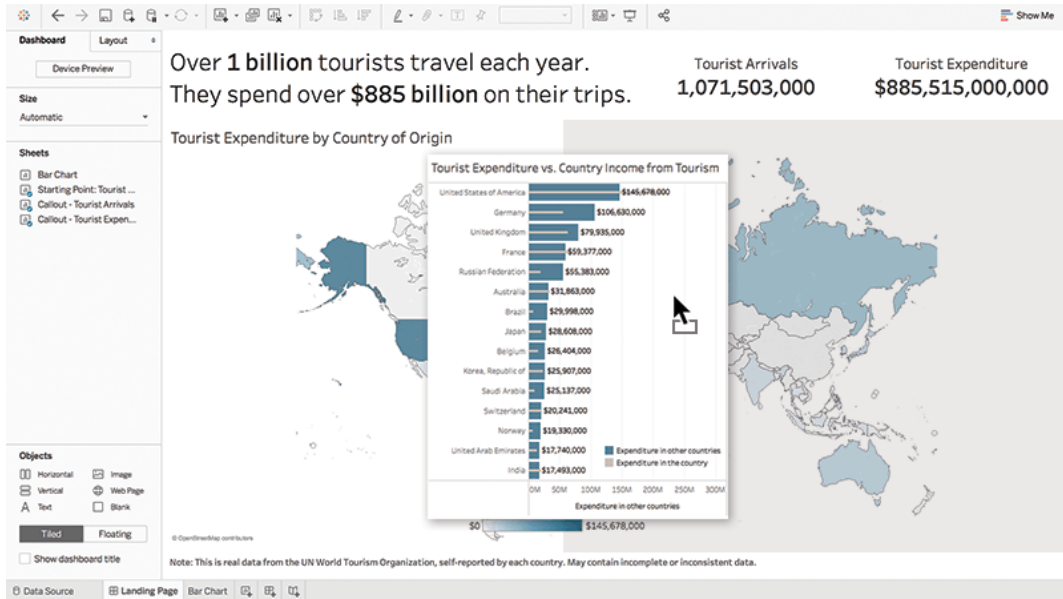 Show Me
Dashboard
Layout
Device Preview
Size
Automatic
Sheets
Bar Chart
Starting Point: Tourist ...
Callout - Tourist Arrivals
Callout - Tourist Expen...
Objects
Horizontal
Image
Vertical
Web Page
A Text
Blank
Tiled
Floating
Show dashboard title
Over 1 billion tourists travel each year.
They spend over $885 billion on their trips.
Tourist Arrivals
1,071,503,000
Tourist Expenditure
$885,515,000,000
Tourist Expenditure by Country of Origin
Tourist Expenditure vs. Country Income from Tourism
United States of America $145,678,000
Germany $106,630,000
United Kingdom $79,935,000
France $59,377,000
Russian Federation $55,383,000
Australia $31,863,000
Brazil $29,998,000
Japan $28,608,000
Belgium $26,404,000
Korea, Republic of $25,907,000
Saudi Arabia $25,137,000
Switzerland $20,241,000
Norway $19,330,000
United Arab Emirates $17,740,000
India $17,493,000
Expenditure in other countries
Expenditure in the country
0M 50M 100M 150M 200M 250M 300M
Expenditure in other countries
$0 $145,678,000
© OpenStreetMap contributors
Note: This is real data from the UN World Tourism Organization, self-reported by each country. May contain incomplete or inconsistent data.
Data Source
Landing Page
Bar Chart